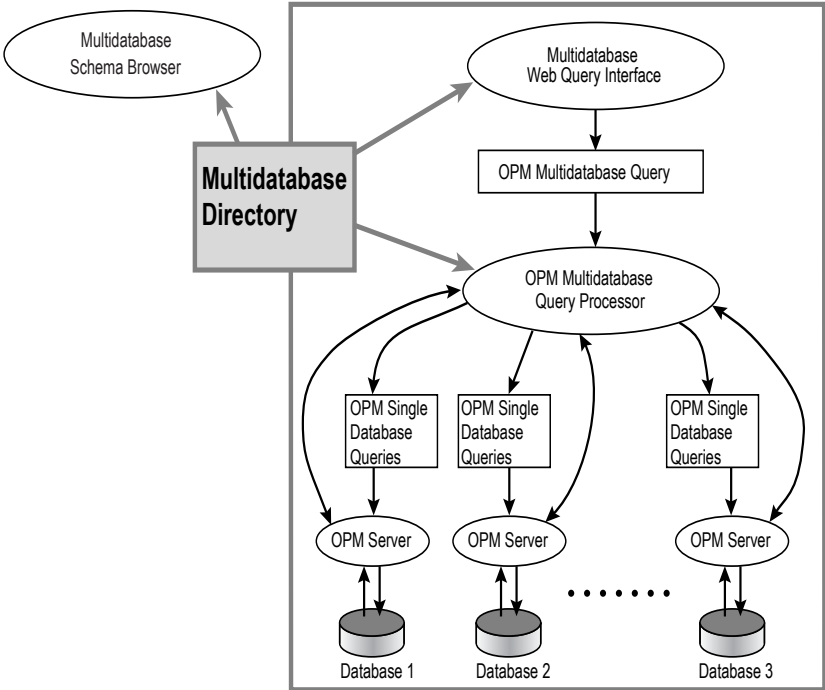 Multidatabase
Schema Browser
Multidatabase
Web Query Interface
Multidatabase
Directory
OPM Multidatabase Query
OPM Multidatabase
Query Processor
OPM Single
Database
Queries
OPM Single
Database
Queries
OPM Single
Database
Queries
OPM Server
OPM Server
OPM Server
Database 1
Database 2
Database 3